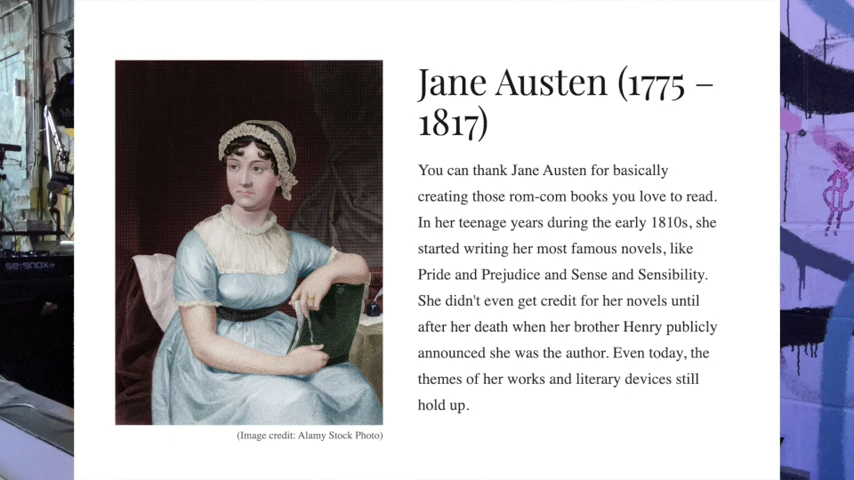 Jane Austen (1775 –
1817)
You can thank Jane Austen for basically
creating those rom-com books you love to read.
In her teenage years during the early 1810s, she
started writing her most famous novels, like
Pride and Prejudice and Sense and Sensibility.
She didn't even get credit for her novels until
after her death when her brother Henry publicly
announced she was the author. Even today, the
themes of her works and literary devices still
hold up.
(Image credit: Alamy Stock Photo)